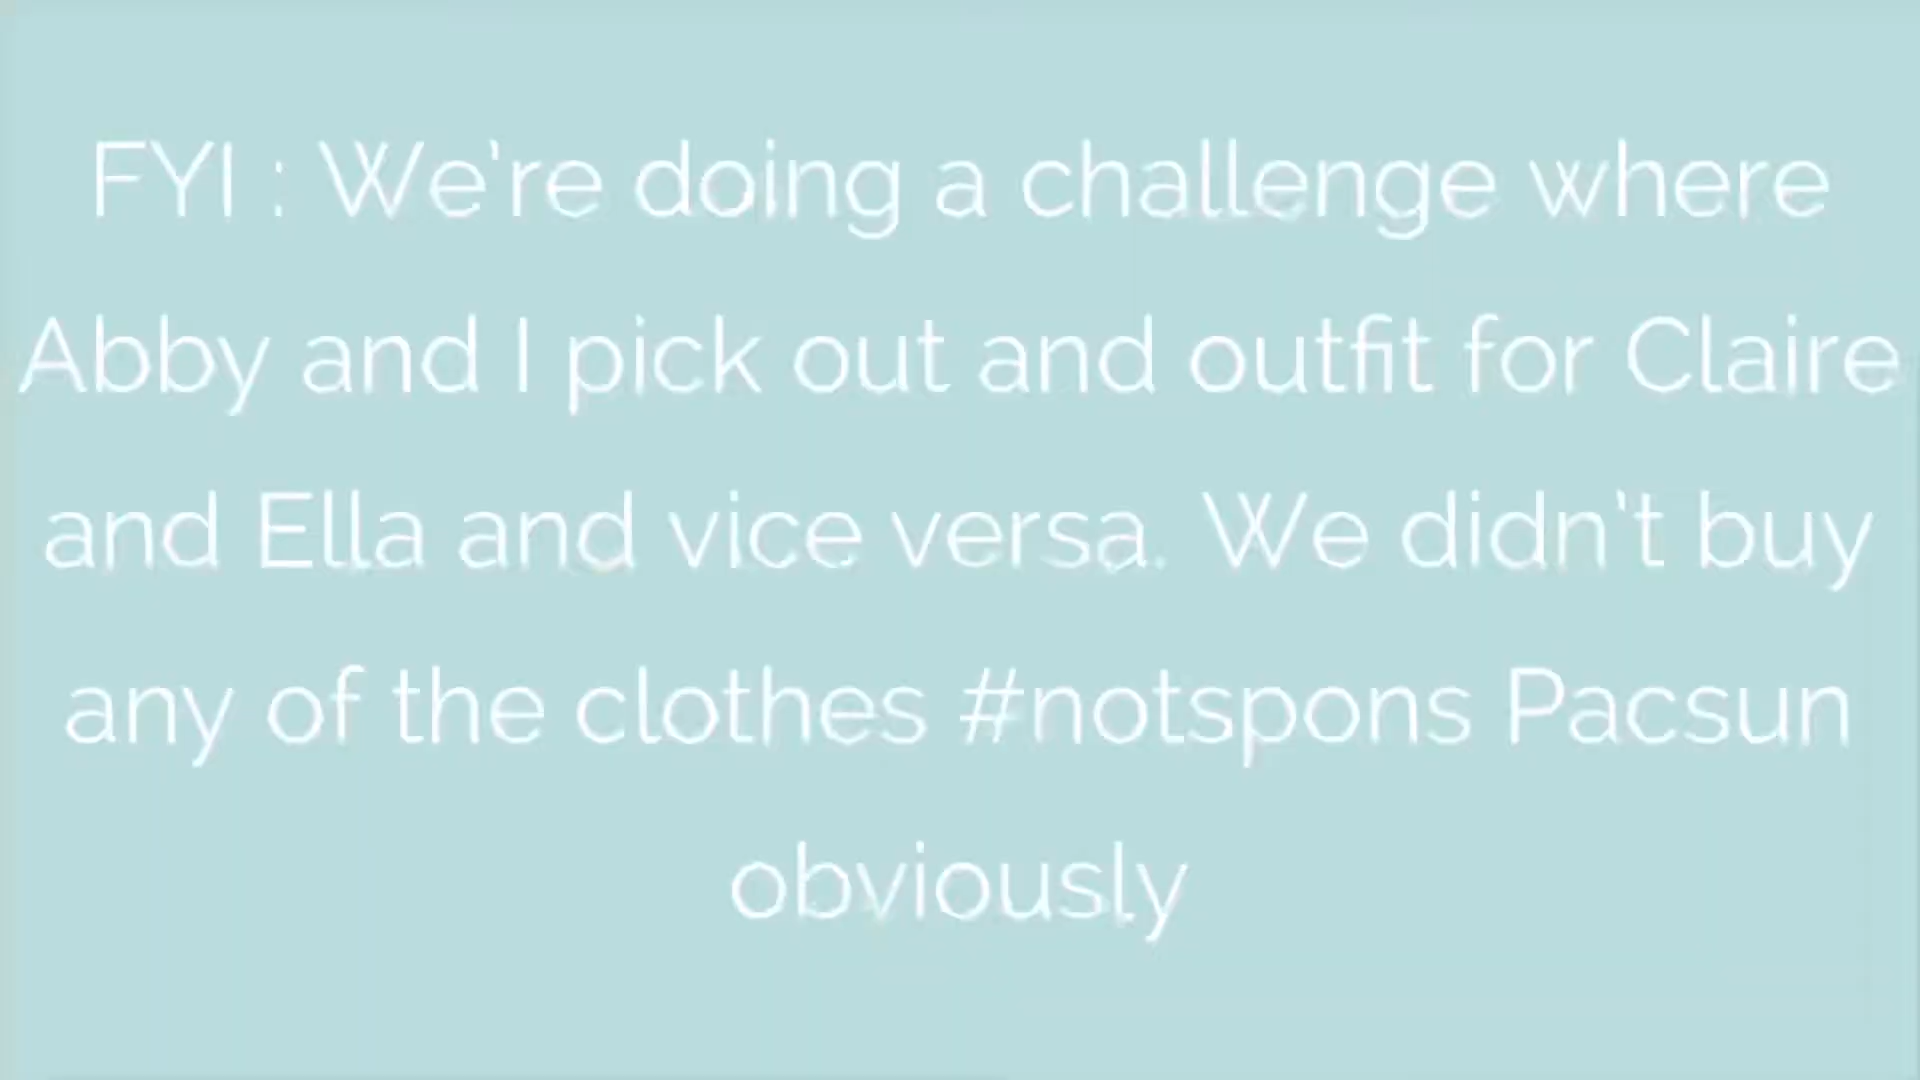 FYI : We're doing a challenge where
Abby and I pick out and outfit for Claire
and Ella and vice versa. We didn't buy
any of the clothes #notspons Pacsun
obviously